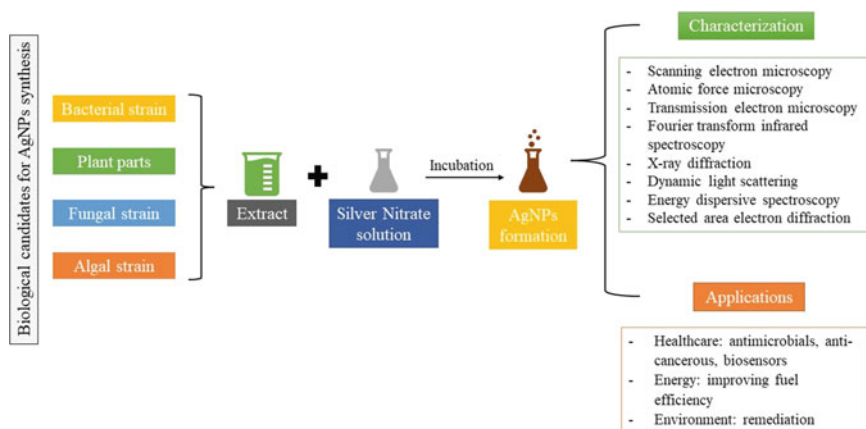 Biological candidates for AgNPs synthesis
Bacterial strain
Plant parts
Fungal strain
Algal strain
Extract
Silver Nitrate
solution
Incubation
AgNPs
formation
Characterization
- Scanning electron microscopy
- Atomic force microscopy
- Transmission electron microscopy
- Fourier transform infrared
spectroscopy
- X-ray diffraction
- Dynamic light scattering
- Energy dispersive spectroscopy
- Selected area electron diffraction
Applications
- Healthcare: antimicrobials, anti-
cancerous, biosensors
- Energy: improving fuel
efficiency
- Environment: remediation